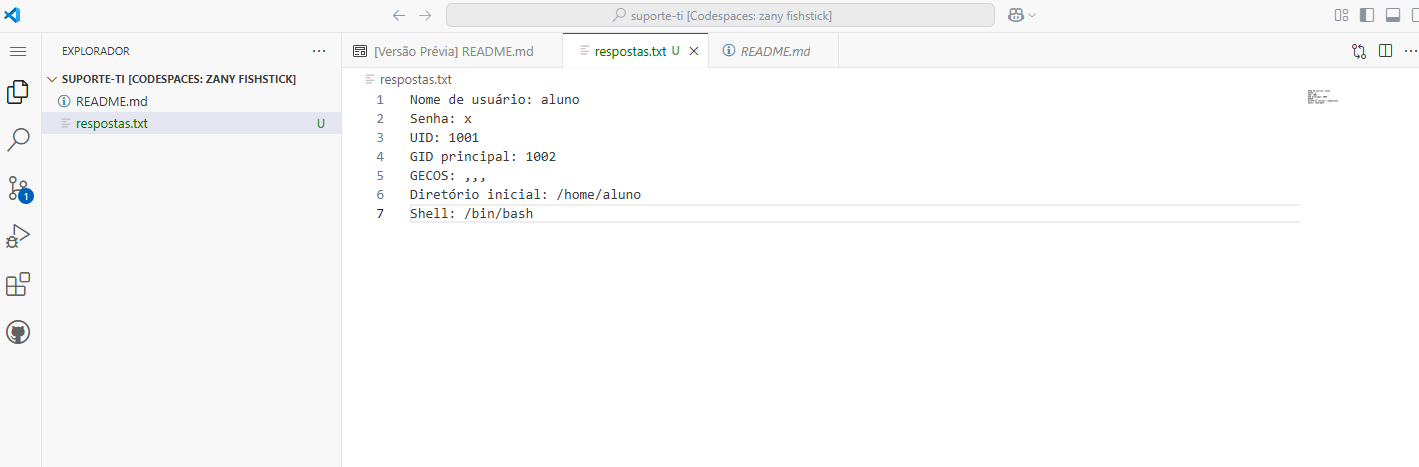 suporte-ti [Codespaces: zany fishstick]
EXPLORADOR
SUPORTE-TI [CODESPACES: ZANY FISHSTICK]
README.md
respostas.txt U
1
[Versão Prévia] README.md
respostas.txt U
README.md
respostas.txt
1 Nome de usuário: aluno
2 Senha: x
3 UID: 1001
4 GID principal: 1002
5 GECOS: ,,,
6 Diretório inicial: /home/aluno
7 Shell: /bin/bash